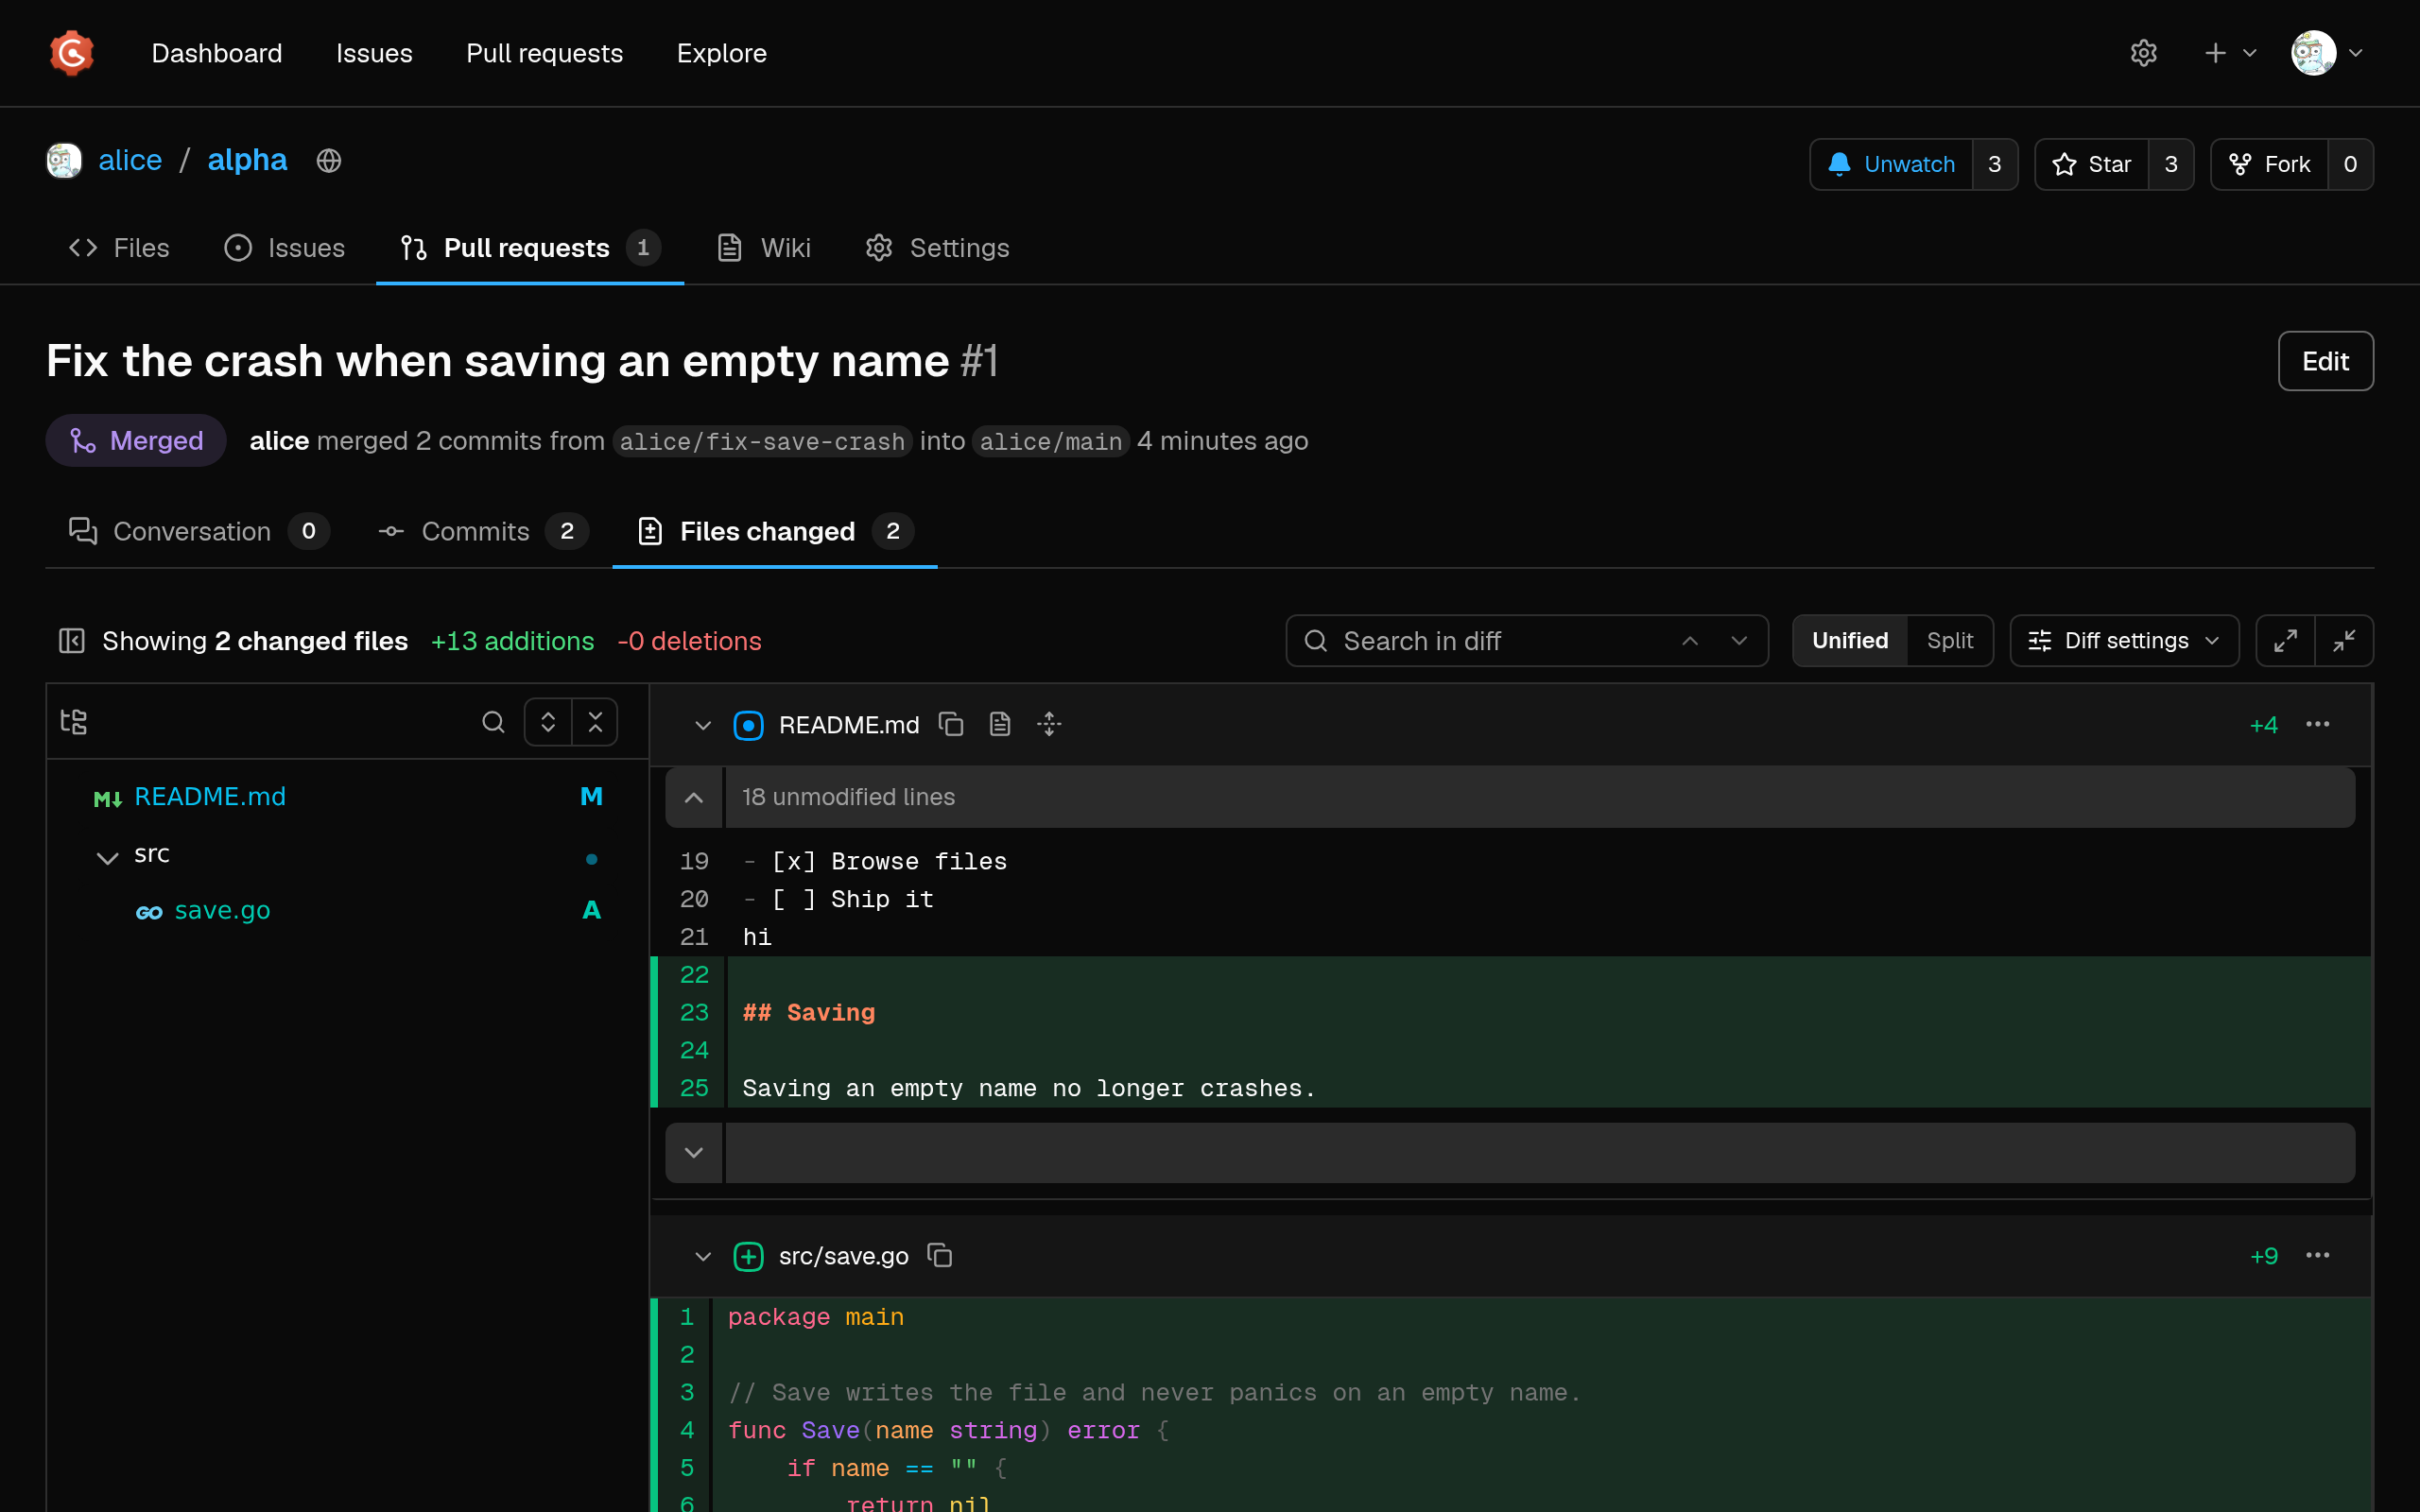 Dashboard Issues Pull requests Explore
alice / alpha
Unwatch 3 Star 3 Fork 0
Files Issues Pull requests 1 Wiki Settings
Fix the crash when saving an empty name #1
Edit
Merged alice merged 2 commits from alice/fix-save-crash into alice/main 4 minutes ago
Conversation 0 Commits 2 Files changed 2
Showing 2 changed files +13 additions -0 deletions
Search in diff Unified Split Diff settings
README.md +4
README.md M
18 unmodified lines
src
save.go A
19 - [x] Browse files
20 - [ ] Ship it
21 hi
22
23 ## Saving
24
25 Saving an empty name no longer crashes.
src/save.go +9
1 package main
2
3 // Save writes the file and never panics on an empty name.
4 func Save(name string) error {
5 if name == "" {
6 return nil